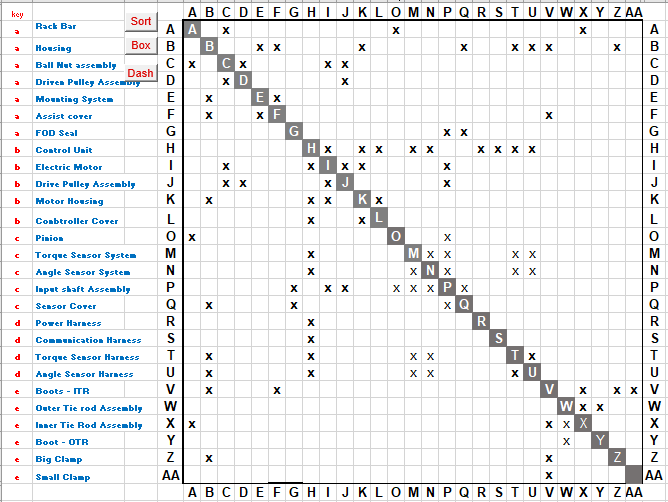 key A B C D E F G H I J K L O M N P Q R S T U V W X Y Z AA
a Rack Bar Sort A A x x x A
a Housing Box B B x x x x x x x x B
a Ball Nut assembly C x C x x x C
a Driven Pulley Assembly Dash D x D x D
a Mounting System E x E x E
a Assist cover F x x F x F
a FOD Seal G G x x G
b Control Unit H H x x x x x x x x x H
b Electric Motor I x x I x x x I
b Drive Pulley Assembly J x x x J x J
b Motor Housing K x x x K x K
b Conbtroller Cover L x x L L
c Pinion O x O x O
c Torque Sensor System M x M x x x x M
c Angle Sensor System N x x N x x x N
c Input shaft Assembly P x x x x x x P x P
c Sensor Cover Q x x x Q Q
d Power Harness R x R R
d Communication Harness S x S S
d Torque Sensor Harness T x x x x T x T
d Angle Sensor Harness U x x x x x U U
e Boots - ITR V x x V x x x V
e Outer Tie rod Assembly W W x x W
e Inner Tie Rod Assembly X x x x X X
e Boot - OTR Y x Y Y
e Big Clamp Z x x Z Z
e Small Clamp AA x AA
A B C D E F G H I J K L O M N P Q R S T U V W X Y Z AA